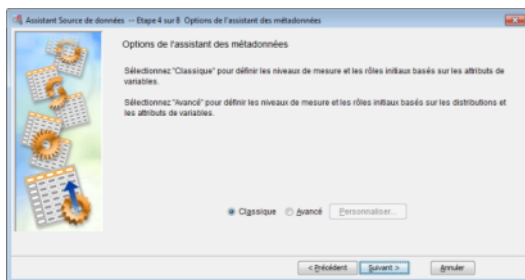 Assistant Source de données -- Etape 4 sur 8 Options de l'assistant des métadonnées
Options de l'assistant des métadonnées
Sélectionnez "Classique" pour définir les niveaux de mesure et les rôles initiaux basés sur les attributs de
variables.
Sélectionnez "Avancé" pour définir les niveaux de mesure et les rôles initiaux basés sur les distributions et
les attributs de variables.
Classique Avancé Personnaliser...
< Précédent Suivant > Annuler